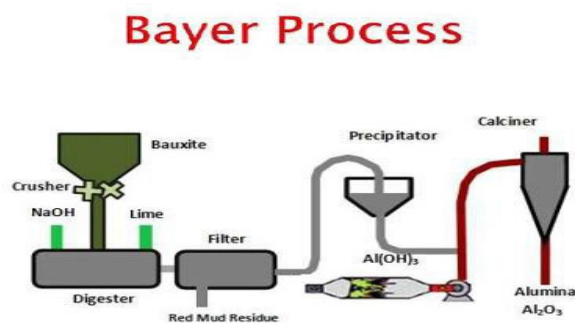 Bayer Process
Bauxite
Crusher
NaOH
Lime
Digester
Filter
Red Mud Residue
Precipitator
Al(OH)₃
Calciner
Alumina
Al₂O₃